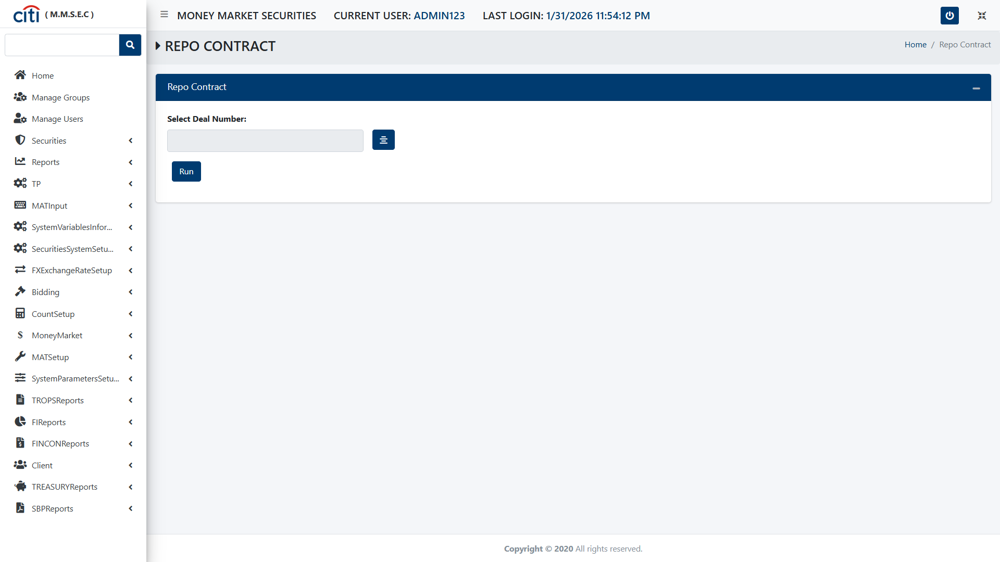 citi ( M.M.S.E.C )
MONEY MARKET SECURITIES CURRENT USER: ADMIN123 LAST LOGIN: 1/31/2026 11:54:12 PM
REPO CONTRACT
Home / Repo Contract
Home
Manage Groups
Manage Users
Securities
Reports
TP
MATInput
SystemVariablesInfor...
SecuritiesSystemSetu...
FXExchangeRateSetup
Bidding
CountSetup
$ MoneyMarket
MATSetup
SystemParametersSetu...
TROPSReports
FIReports
FINCONReports
Client
TREASURYReports
SBPReports
Repo Contract
Select Deal Number:
Run
Copyright © 2020 All rights reserved.